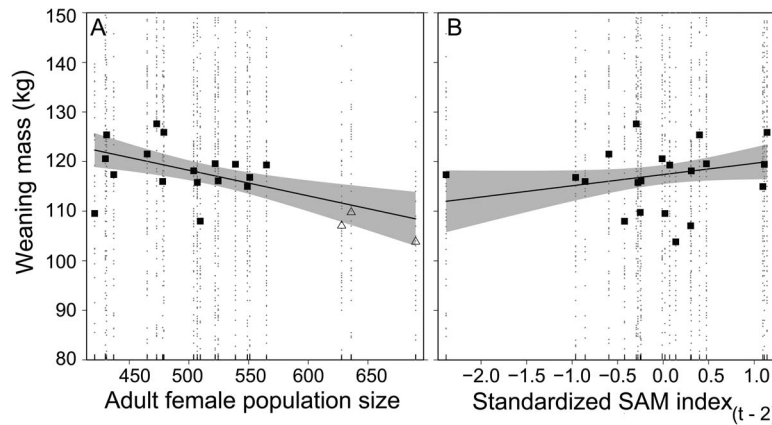 A
B
Weaning mass (kg)
150
140
130
120
110
100
90
80
450 500 550 600 650
−2.0 −1.5 −1.0 −0.5 0.0 0.5 1.0
Adult female population size
Standardized SAM index(t - 2